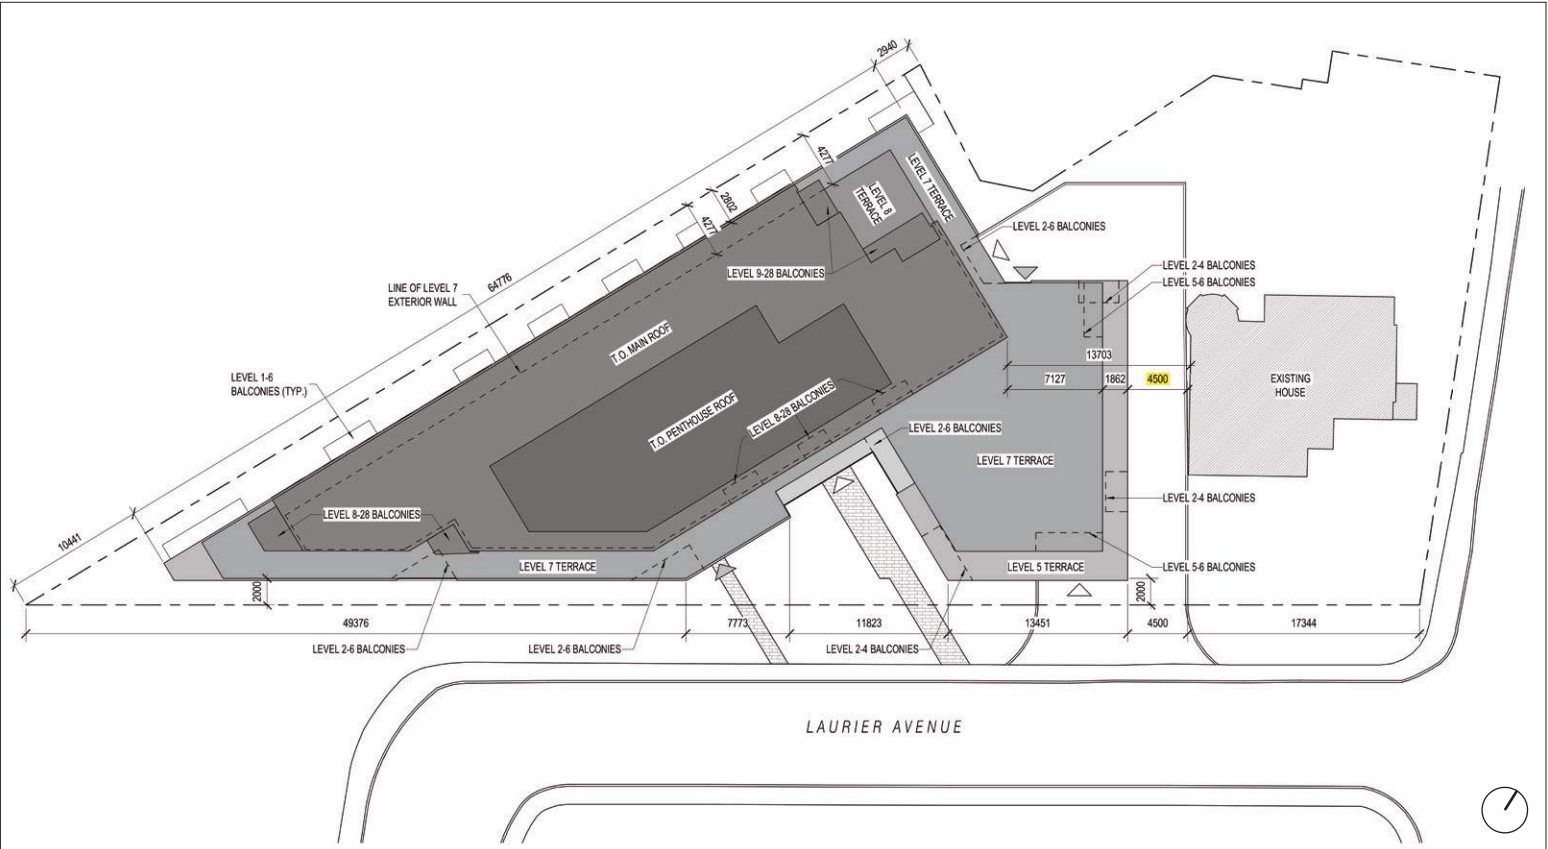 2940
4277
2802
4277
64776
LEVEL 7 TERRACE
LEVEL 8
TERRACE
LEVEL 2-6 BALCONIES
LEVEL 9-28 BALCONIES
LEVEL 2-4 BALCONIES
LEVEL 5-6 BALCONIES
LINE OF LEVEL 7
EXTERIOR WALL
T.O. MAIN ROOF
13703
7127
1862
4500
LEVEL 1-6
BALCONIES (TYP.)
EXISTING
HOUSE
T.O. PENTHOUSE ROOF
LEVEL 8-28 BALCONIES
LEVEL 2-6 BALCONIES
LEVEL 7 TERRACE
LEVEL 2-4 BALCONIES
LEVEL 8-28 BALCONIES
10441
LEVEL 7 TERRACE
LEVEL 5 TERRACE
LEVEL 5-6 BALCONIES
2000
2000
49376
7773
11823
13451
4500
17344
LEVEL 2-6 BALCONIES
LEVEL 2-6 BALCONIES
LEVEL 2-4 BALCONIES
LAURIER AVENUE